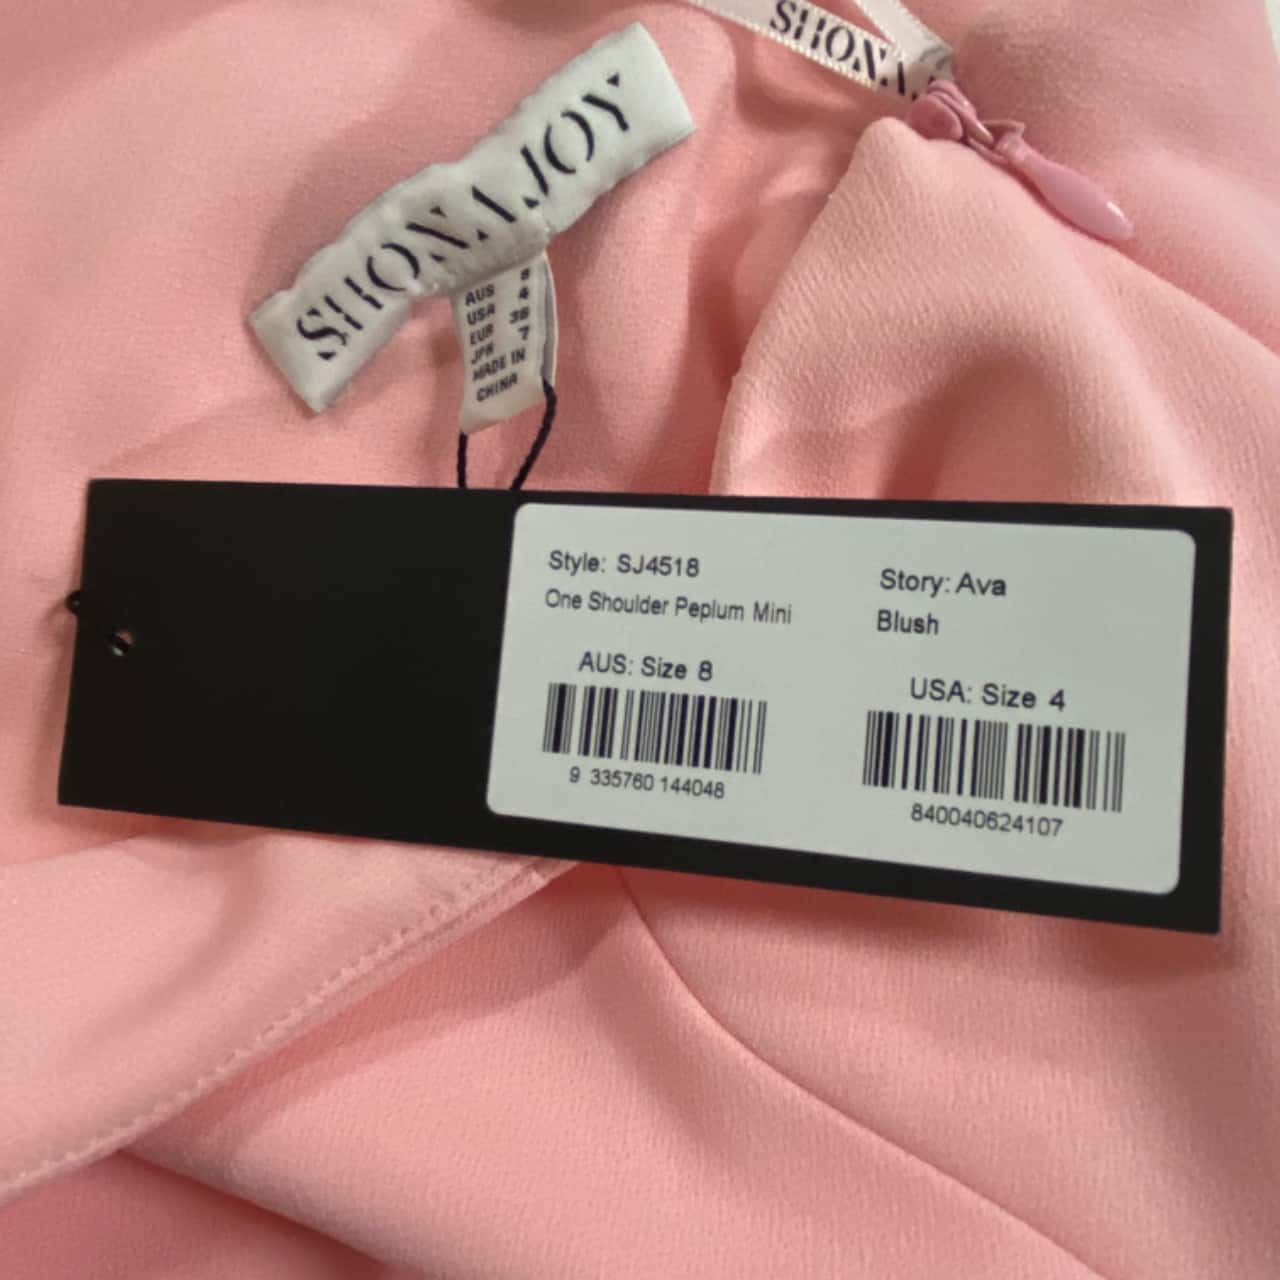 SHONA
SHONA JOY
AUS 8
USA 4
EUR 36
JPN 7
MADE IN
CHINA
Style: SJ4518
One Shoulder Peplum Mini
Story: Ava
Blush
AUS: Size 8
9 335760 144048
USA: Size 4
840040624107